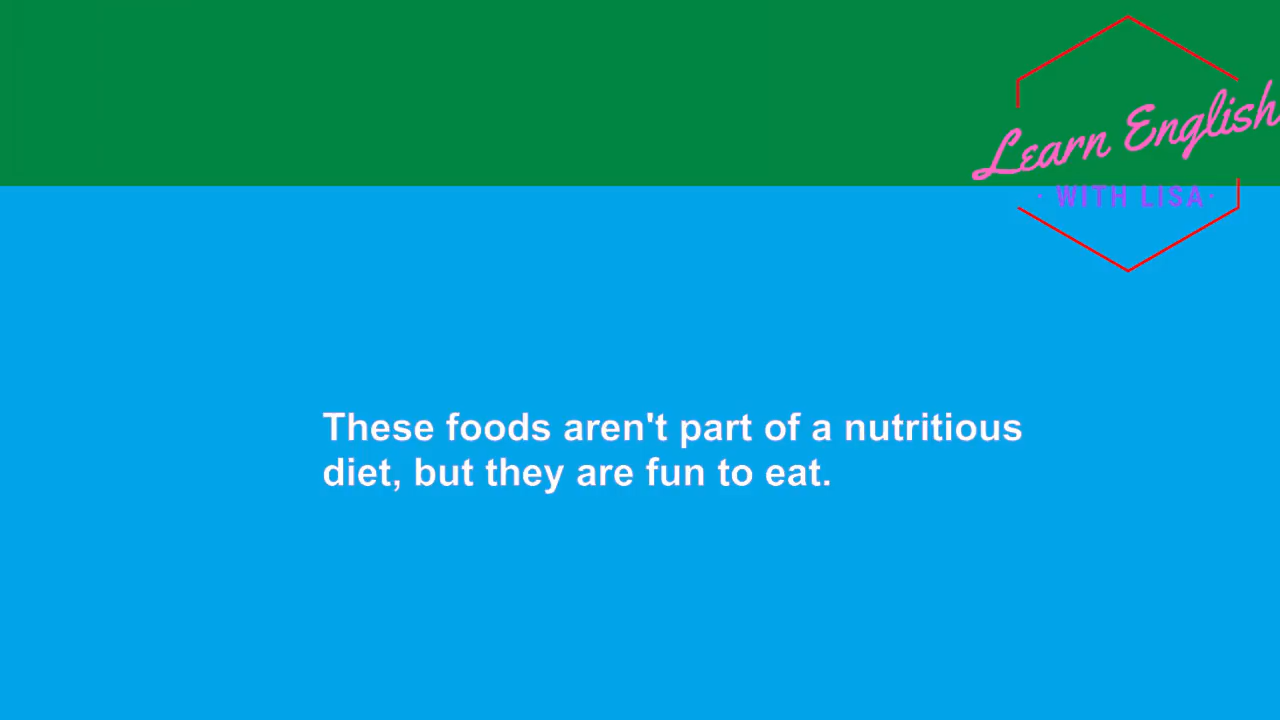 Learn English
· WITH LISA ·
These foods aren't part of a nutritious
diet, but they are fun to eat.